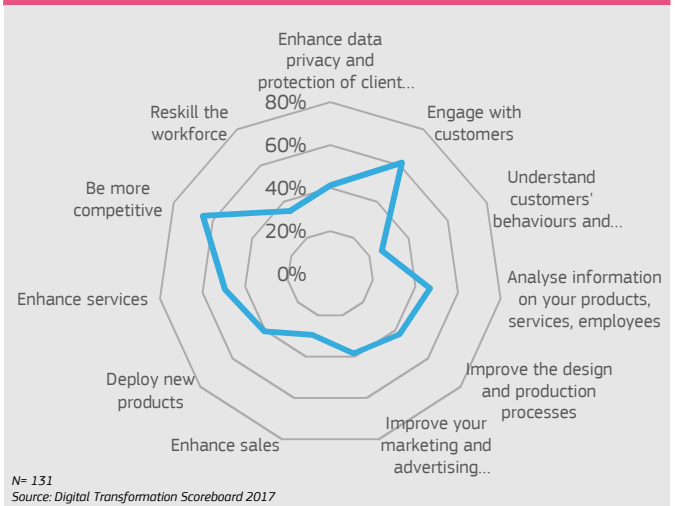 Enhance data
privacy and
protection of client...
80%
60%
40%
20%
0%
Engage with
customers
Understand
customers'
behaviours and...
Analyse information
on your products,
services, employees
Improve the design
and production
processes
Improve your
marketing and
advertising...
Enhance sales
Deploy new
products
Enhance services
Be more
competitive
Reskill the
workforce
N= 131
Source: Digital Transformation Scoreboard 2017